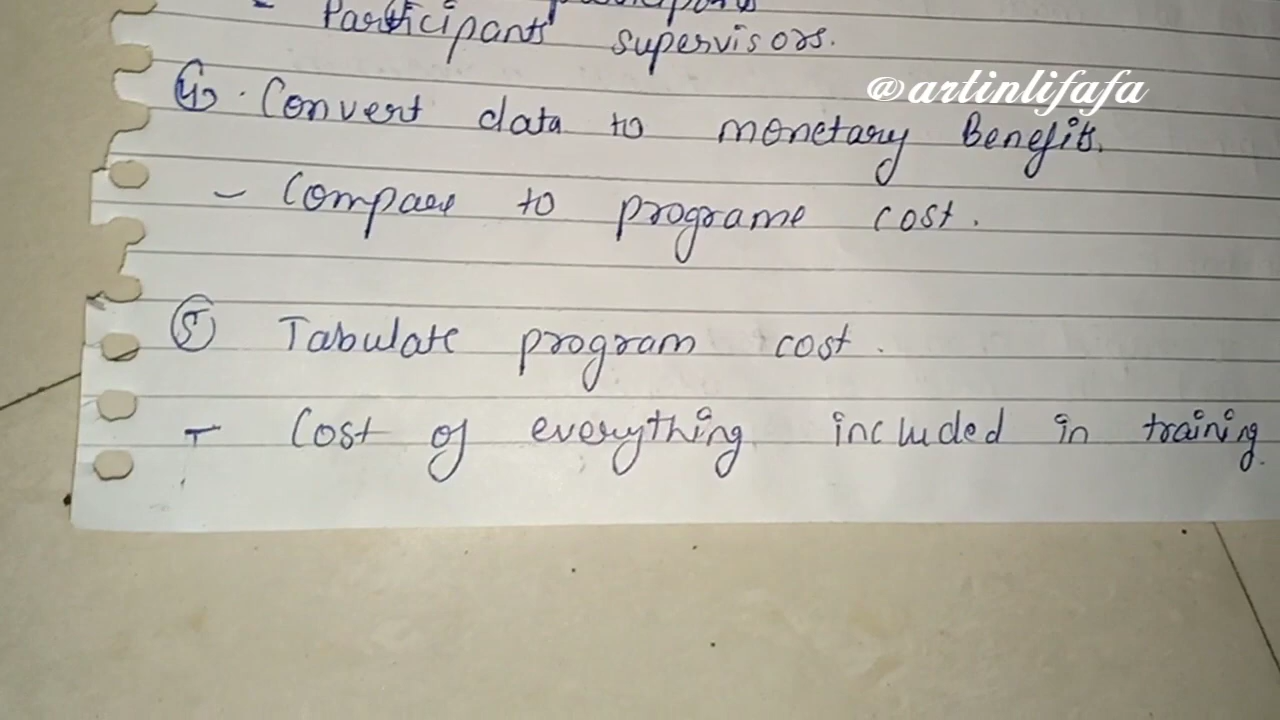 - Participants' supervisors.
④. Convert data to monetary Benefits.
@artinlifafa
- Compare to programe cost.
⑤ Tabulate program cost.
- Cost of everything included in training.